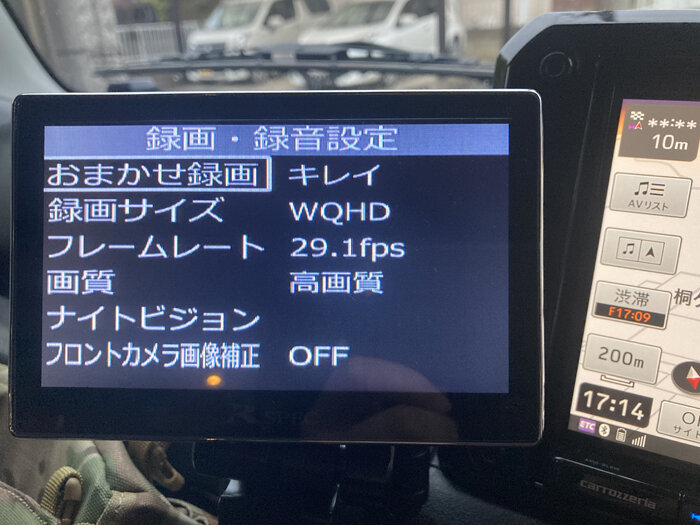 録画・録音設定
おまかせ録画 キレイ
録画サイズ WQHD
フレームレート 29.1fps
画質 高画質
ナイトビジョン
フロントカメラ画像補正 OFF
**:**
10m
AVリスト
渋滞
F17:09
200m
17:14
ETC
サイト
carrozzeria